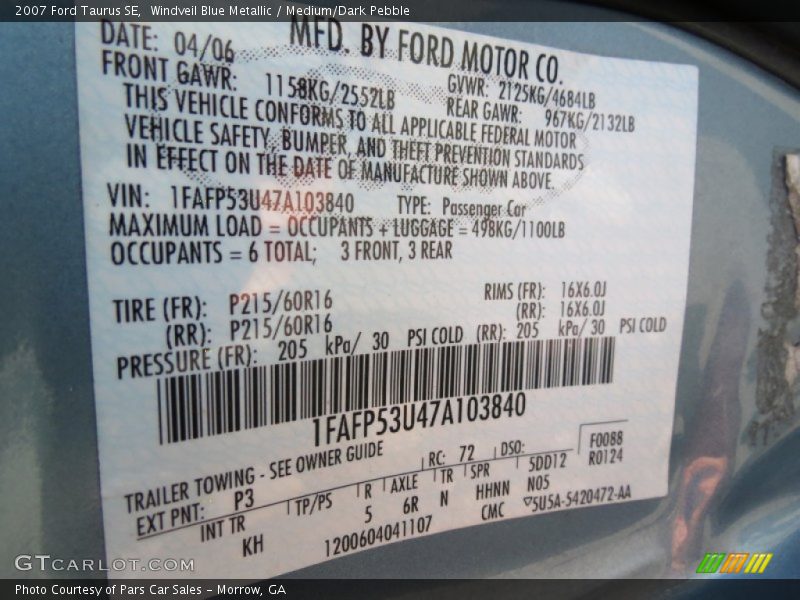 2007 Ford Taurus SE, Windveil Blue Metallic / Medium/Dark Pebble
DATE: 04/06 MFD. BY FORD MOTOR CO.
FRONT GAWR: 1158KG/2552LB GVWR: 2125KG/4684LB
REAR GAWR: 967KG/2132LB
THIS VEHICLE CONFORMS TO ALL APPLICABLE FEDERAL MOTOR
VEHICLE SAFETY, BUMPER, AND THEFT PREVENTION STANDARDS
IN EFFECT ON THE DATE OF MANUFACTURE SHOWN ABOVE.
VIN: 1FAFP53U47A103840 TYPE: Passenger Car
MAXIMUM LOAD = OCCUPANTS + LUGGAGE = 498KG/1100LB
OCCUPANTS = 6 TOTAL; 3 FRONT, 3 REAR
TIRE (FR): P215/60R16 RIMS (FR): 16X6.0J
(RR): P215/60R16 (RR): 16X6.0J
PRESSURE (FR): 205 kPa/ 30 PSI COLD (RR): 205 kPa/ 30 PSI COLD
1FAFP53U47A103840
TRAILER TOWING - SEE OWNER GUIDE RC: 72 DSO: F0088
EXT PNT: P3 R0124
INT TR TP/PS R AXLE TR SPR 5DD12
KH 5 6R N HHNN N05
1200604041107 CMC ▽5U5A-5420472-AA
GTCARLOT.COM
Photo Courtesy of Pars Car Sales - Morrow, GA